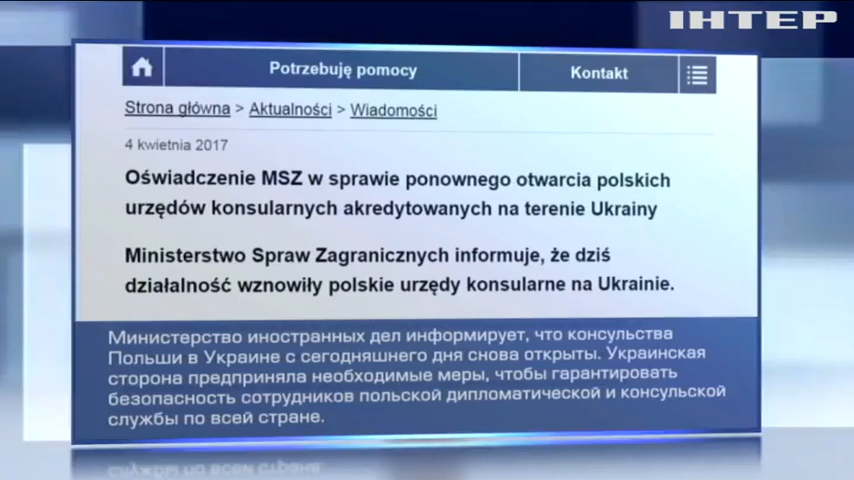 ІНТЕР
Potrzebuję pomocy
Kontakt
Strona główna > Aktualności > Wiadomości
4 kwietnia 2017
Oświadczenie MSZ w sprawie ponownego otwarcia polskich
urzędów konsularnych akredytowanych na terenie Ukrainy
Ministerstwo Spraw Zagranicznych informuje, że dziś
działalność wznowiły polskie urzędy konsularne na Ukrainie.
Министерство иностранных дел информирует, что консульства
Польши в Украине с сегодняшнего дня снова открыты. Украинская
сторона предприняла необходимые меры, чтобы гарантировать
безопасность сотрудников польской дипломатической и консульской
службы по всей стране.